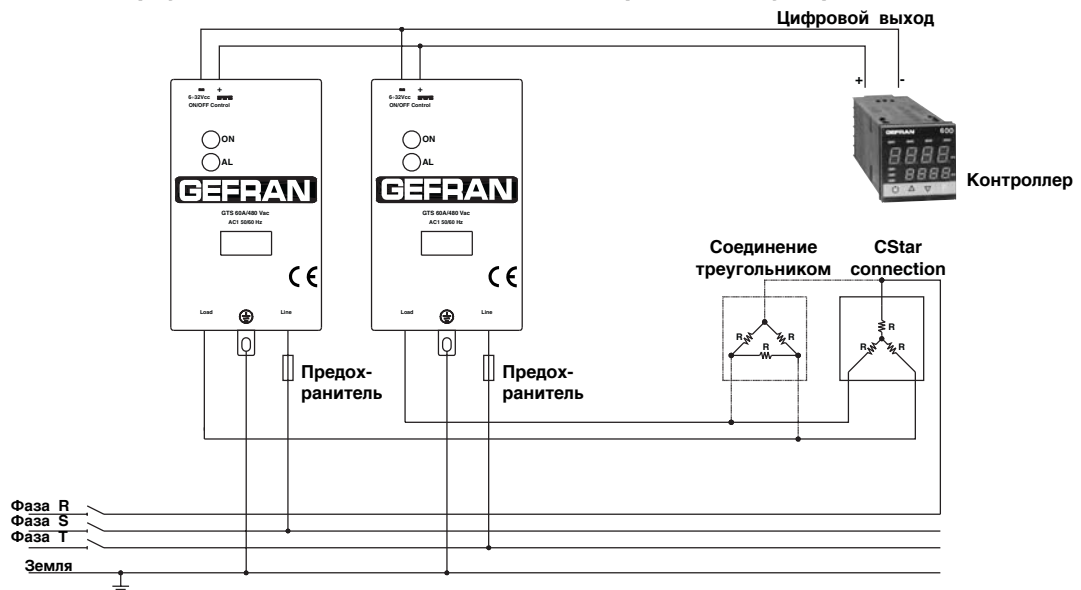 Цифровой выход
+ -
- + - +
6-32Vcc 6-32Vcc
ON/OFF Control ON/OFF Control
GEFRAN 600
ON ON
AL AL
GEFRAN GEFRAN
Контроллер
GTS 60A/480 Vac GTS 60A/480 Vac
AC1 50/60 Hz AC1 50/60 Hz
Соединение CStar
треугольником connection
CE CE
R R R
R R R
Load Line Load Line
Предох- Предох-
ранитель ранитель
Фаза R
Фаза S
Фаза T
Земля